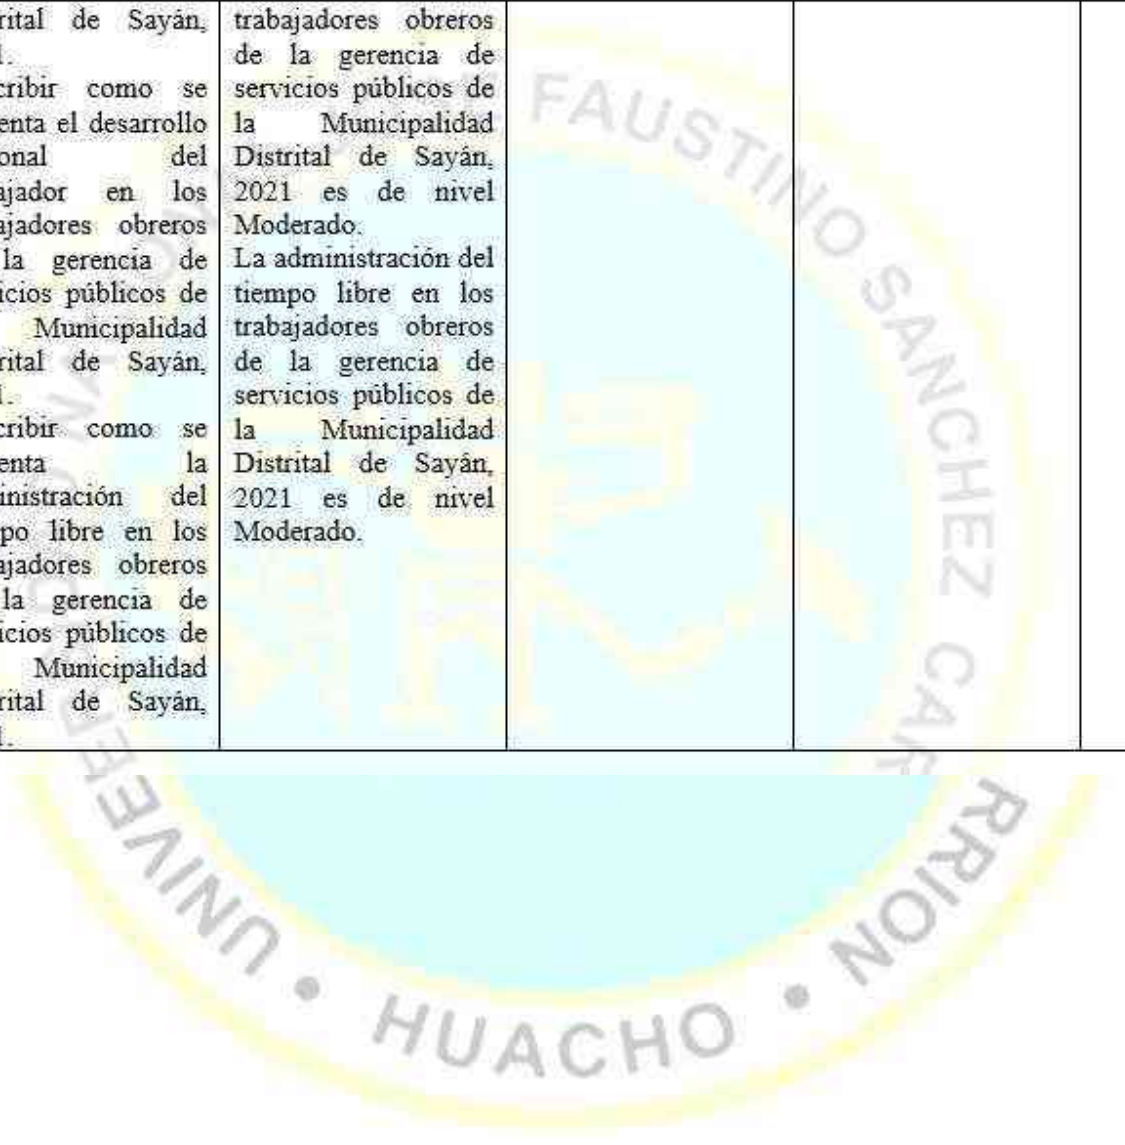 rital de Sayán,
1.
cribir como se
enta el desarrollo
onal del
ajador en los
ajadores obreros
la gerencia de
icios públicos de
Municipalidad
rital de Sayán,
1.
cribir como se
enta la
inistración del
po libre en los
ajadores obreros
la gerencia de
icios públicos de
Municipalidad
rital de Sayán,
1.
trabajadores obreros
de la gerencia de
servicios públicos de
la Municipalidad
Distrital de Sayán,
2021 es de nivel
Moderado.
La administración del
tiempo libre en los
trabajadores obreros
de la gerencia de
servicios públicos de
la Municipalidad
Distrital de Sayán,
2021 es de nivel
Moderado.
FAUSTINO SANCHEZ CARRION • HUACHO •